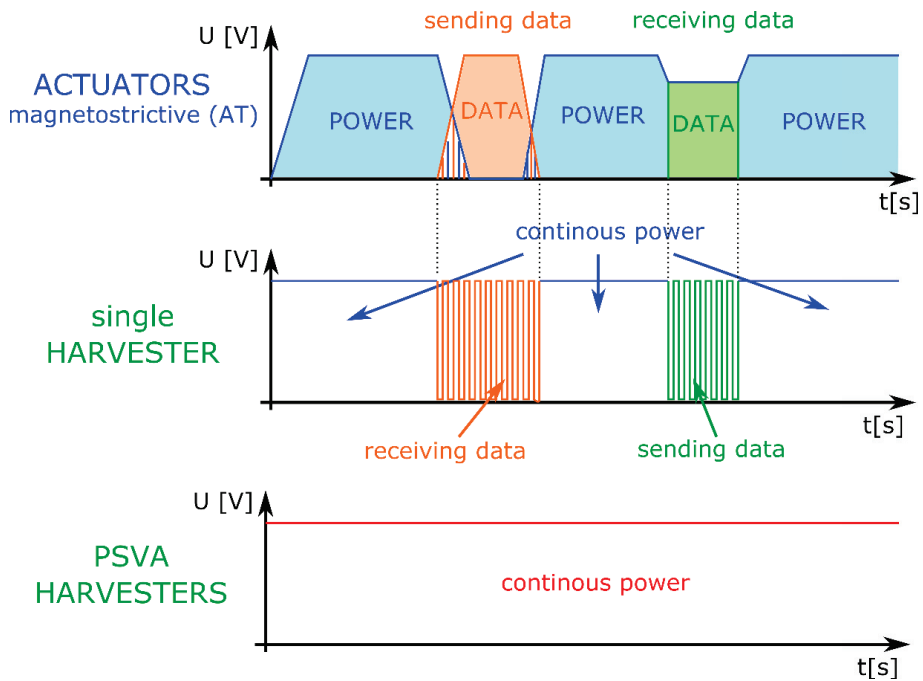 sending data
receiving data
U [V]
ACTUATORS
magnetostrictive (AT)
POWER
DATA
POWER
DATA
POWER
t[s]
continous power
U [V]
single
HARVESTER
t[s]
receiving data
sending data
U [V]
PSVA
HARVESTERS
continous power
t[s]